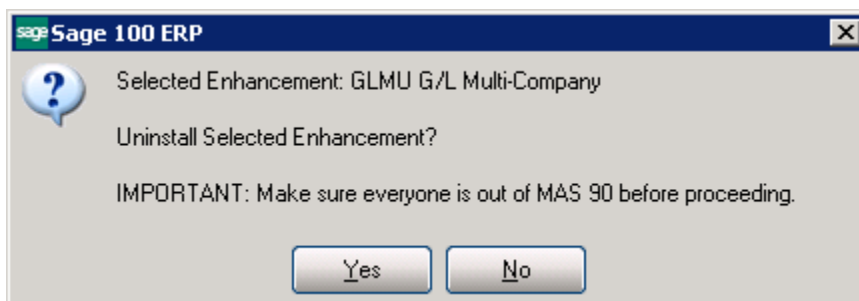 sage Sage 100 ERP
Selected Enhancement: GLMU G/L Multi-Company
Uninstall Selected Enhancement?
IMPORTANT: Make sure everyone is out of MAS 90 before proceeding.
Yes No